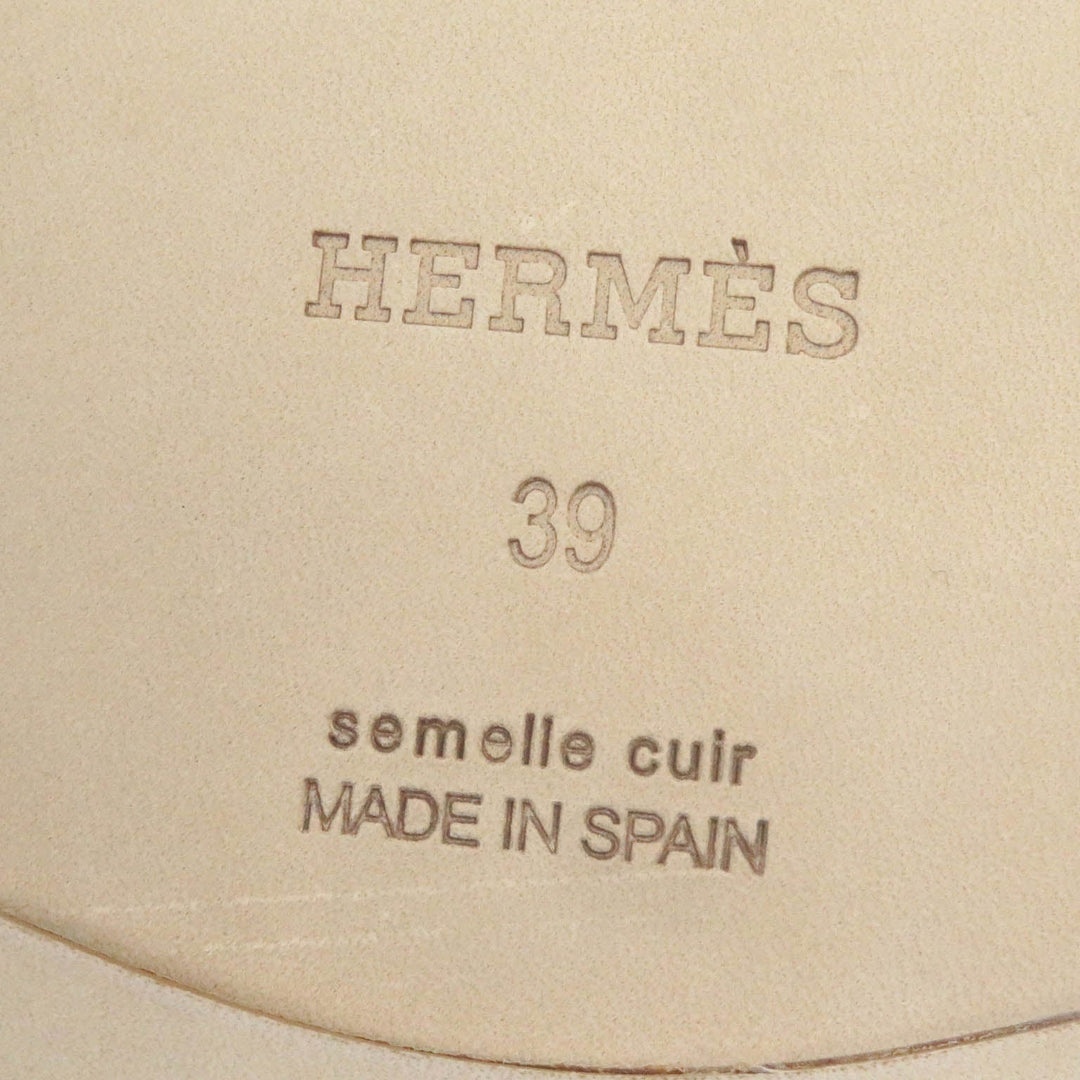 HERMÈS
39
semelle cuir
MADE IN SPAIN